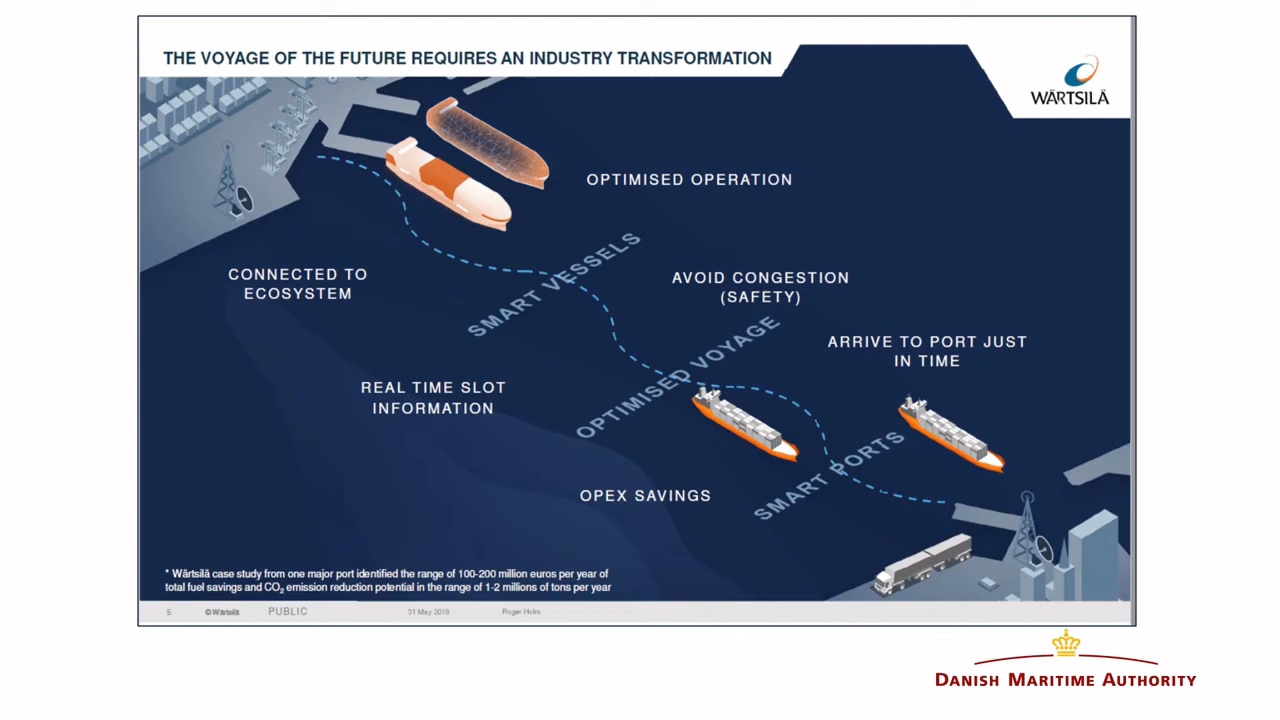 THE VOYAGE OF THE FUTURE REQUIRES AN INDUSTRY TRANSFORMATION
WÄRTSILÄ
OPTIMISED OPERATION
CONNECTED TO
ECOSYSTEM
SMART VESSELS
AVOID CONGESTION
(SAFETY)
ARRIVE TO PORT JUST
IN TIME
REAL TIME SLOT
INFORMATION
OPTIMISED VOYAGE
OPEX SAVINGS
SMART PORTS
* Wärtsilä case study from one major port identified the range of 100-200 million euros per year of
total fuel savings and CO₂ emission reduction potential in the range of 1-2 millions of tons per year
5 © Wärtsilä PUBLIC 31 May 2018 Roger Holm
DANISH MARITIME AUTHORITY